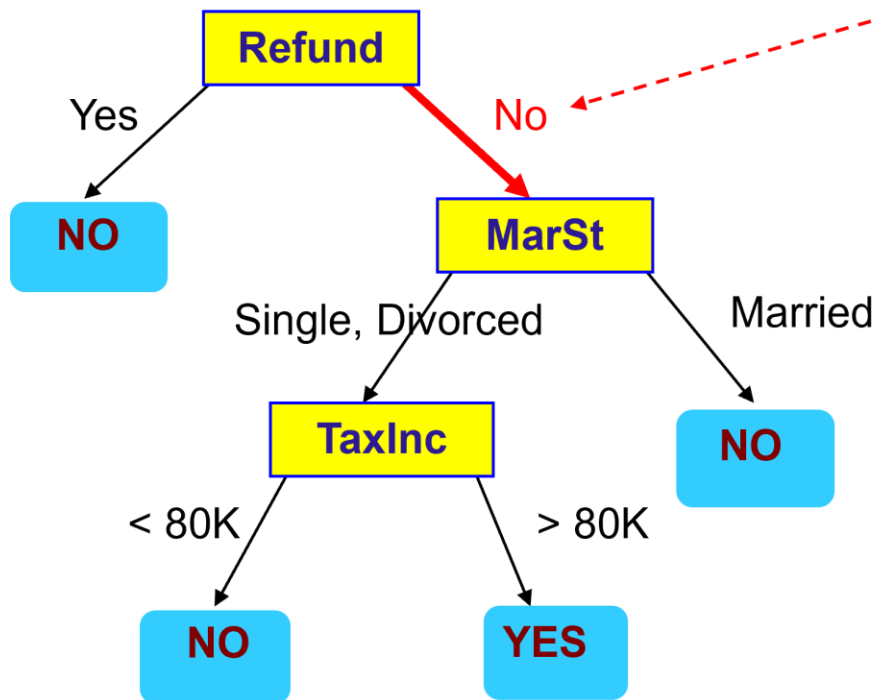 Refund
Yes
No
NO
MarSt
Single, Divorced
Married
TaxInc
NO
< 80K
> 80K
NO
YES